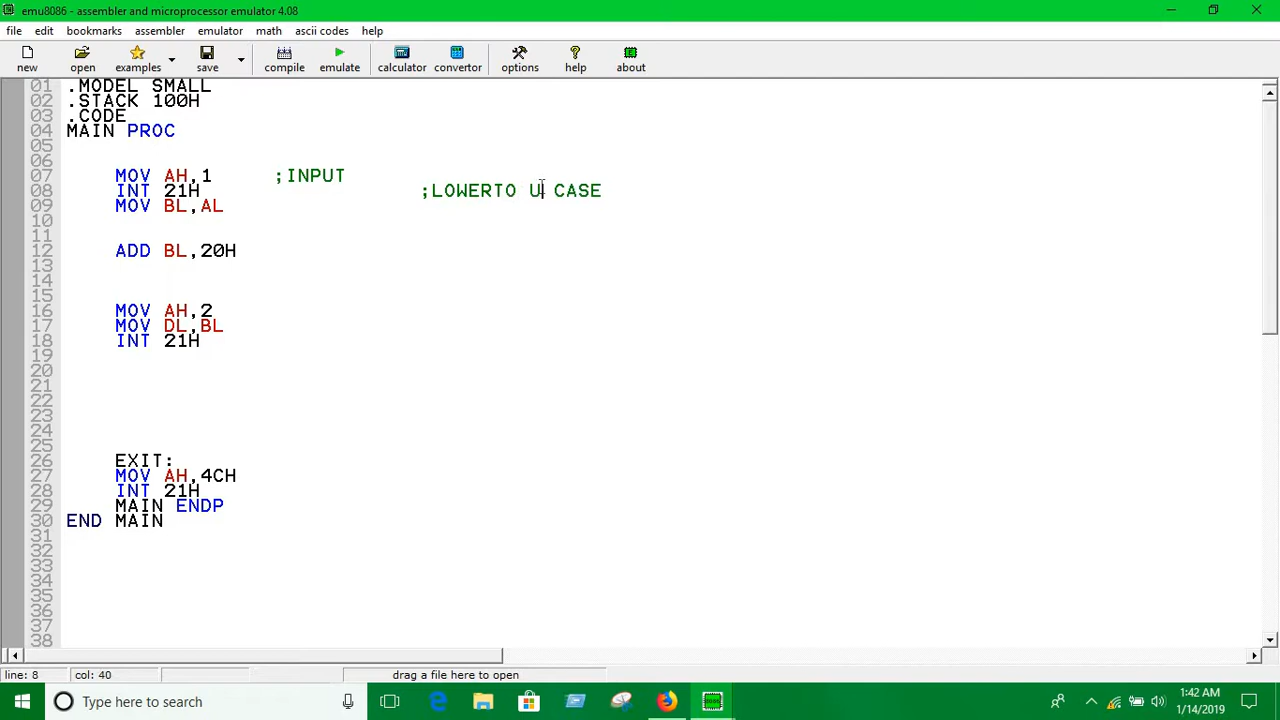 emu8086 - assembler and microprocessor emulator 4.08
file edit bookmarks assembler emulator math ascii codes help
new open examples save compile emulate calculator convertor options help about
01 .MODEL SMALL
02 .STACK 100H
03 .CODE
04 MAIN PROC
05
06
07 MOV AH,1 ;INPUT
08 INT 21H ;LOWERTO U CASE
09 MOV BL,AL
10
11
12 ADD BL,20H
13
14
15
16 MOV AH,2
17 MOV DL,BL
18 INT 21H
19
20
21
22
23
24
25
26 EXIT:
27 MOV AH,4CH
28 INT 21H
29 MAIN ENDP
30 END MAIN
31
32
33
34
35
36
37
38
line: 8 col: 40 drag a file here to open
Type here to search
1:42 AM
1/14/2019